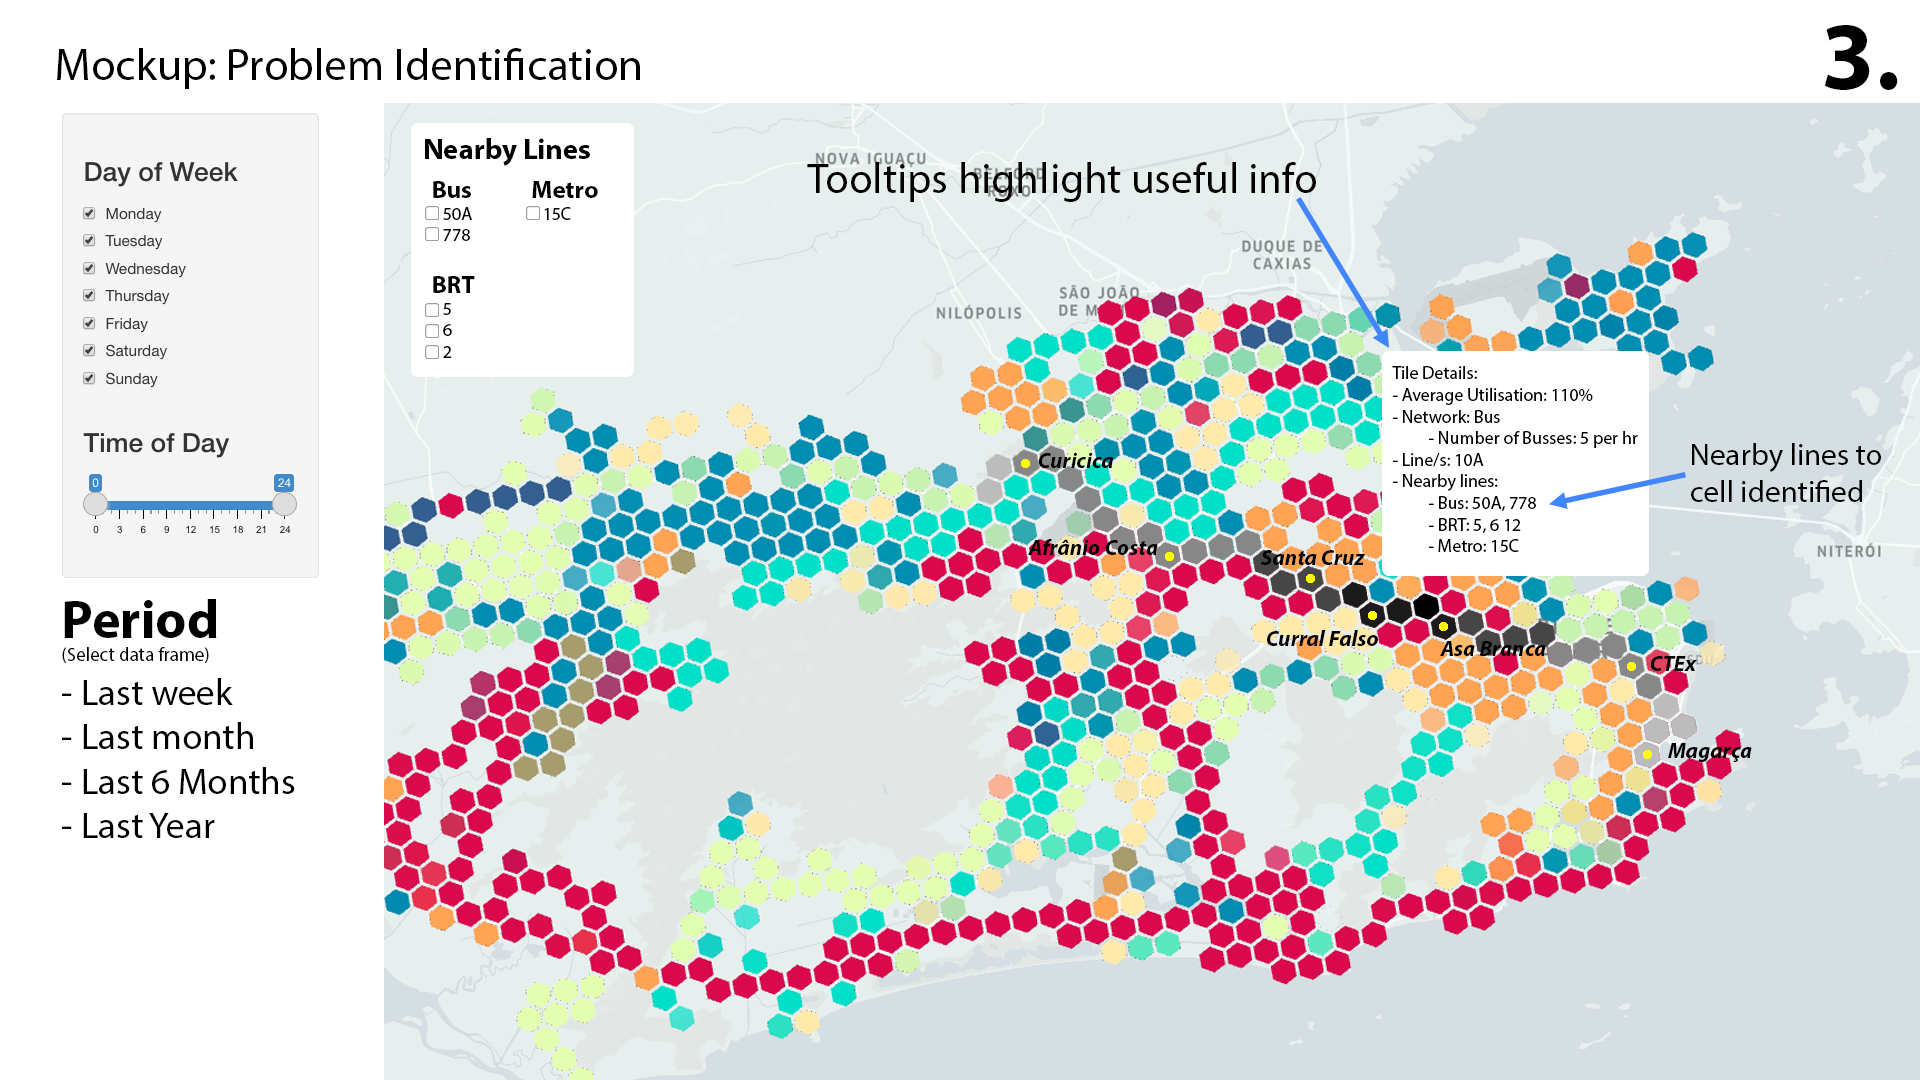 Mockup: Problem Identification
3.
Day of Week
Monday
Tuesday
Wednesday
Thursday
Friday
Saturday
Sunday
Time of Day
0 24
0 3 6 9 12 15 18 21 24
Period
(Select data frame)
- Last week
- Last month
- Last 6 Months
- Last Year
Nearby Lines
Bus Metro
50A 15C
778
BRT
5
6
2
NOVA IGUAÇU
BELFORD
ROXO
Tooltips highlight useful info
DUQUE DE
CAXIAS
SÃO JOÃO
DE M
NILÓPOLIS
Tile Details:
- Average Utilisation: 110%
- Network: Bus
- Number of Busses: 5 per hr
- Line/s: 10A
- Nearby lines:
- Bus: 50A, 778
- BRT: 5, 6 12
- Metro: 15C
Nearby lines to
cell identified
NITERÓI
Curicica
Afrânio Costa
Santa Cruz
Curral Falso
Asa Branca
CTEx
Magarça